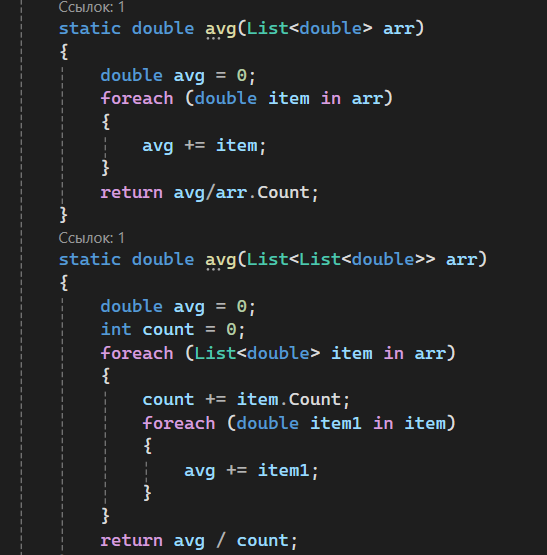 Ссылок: 1
static double avg(List<double> arr)
{
double avg = 0;
foreach (double item in arr)
{
avg += item;
}
return avg/arr.Count;
}
Ссылок: 1
static double avg(List<List<double>> arr)
{
double avg = 0;
int count = 0;
foreach (List<double> item in arr)
{
count += item.Count;
foreach (double item1 in item)
{
avg += item1;
}
}
return avg / count;